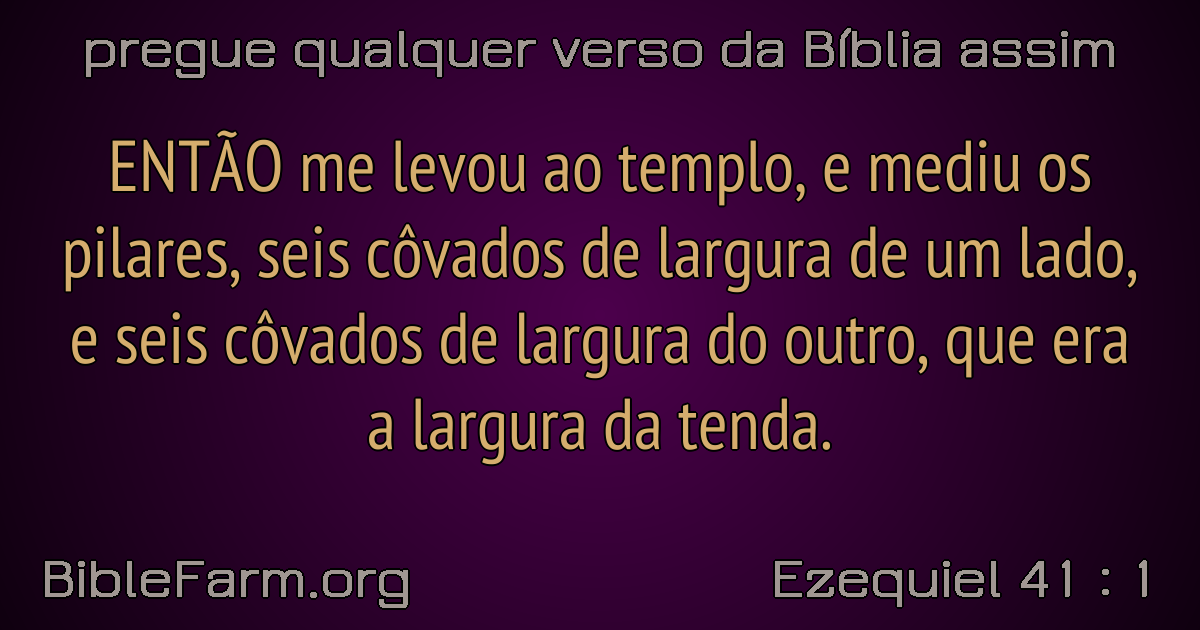 pregue qualquer verso da Bíblia assim
ENTÃO me levou ao templo, e mediu os
pilares, seis côvados de largura de um lado,
e seis côvados de largura do outro, que era
a largura da tenda.
BibleFarm.org
Ezequiel 41 : 1